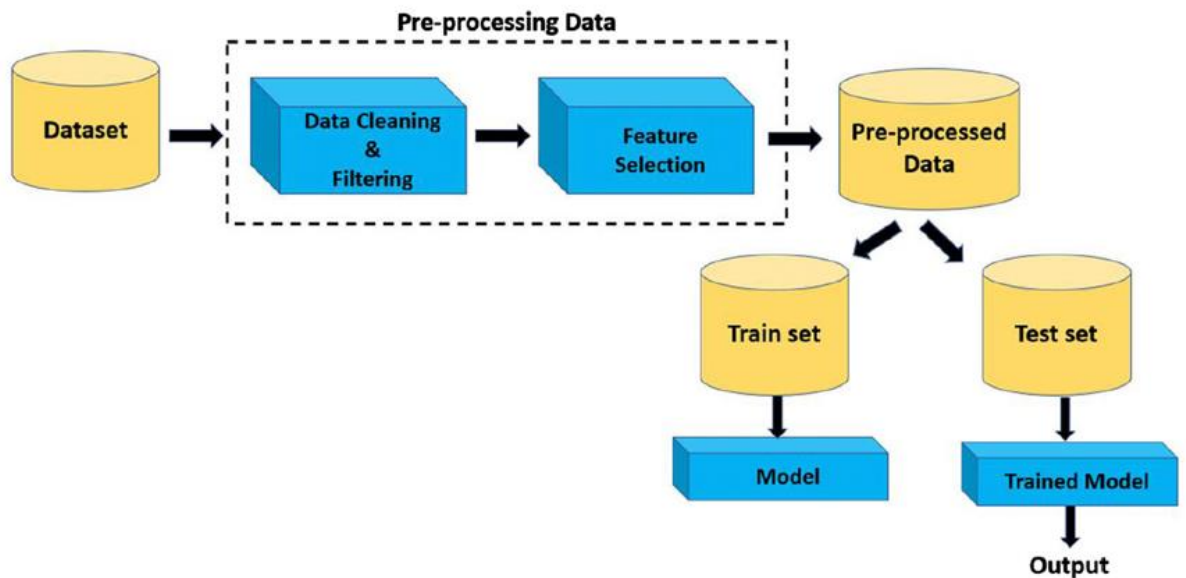 Pre-processing Data
Dataset
Data Cleaning
&
Filtering
Feature
Selection
Pre-processed
Data
Train set
Test set
Model
Trained Model
Output